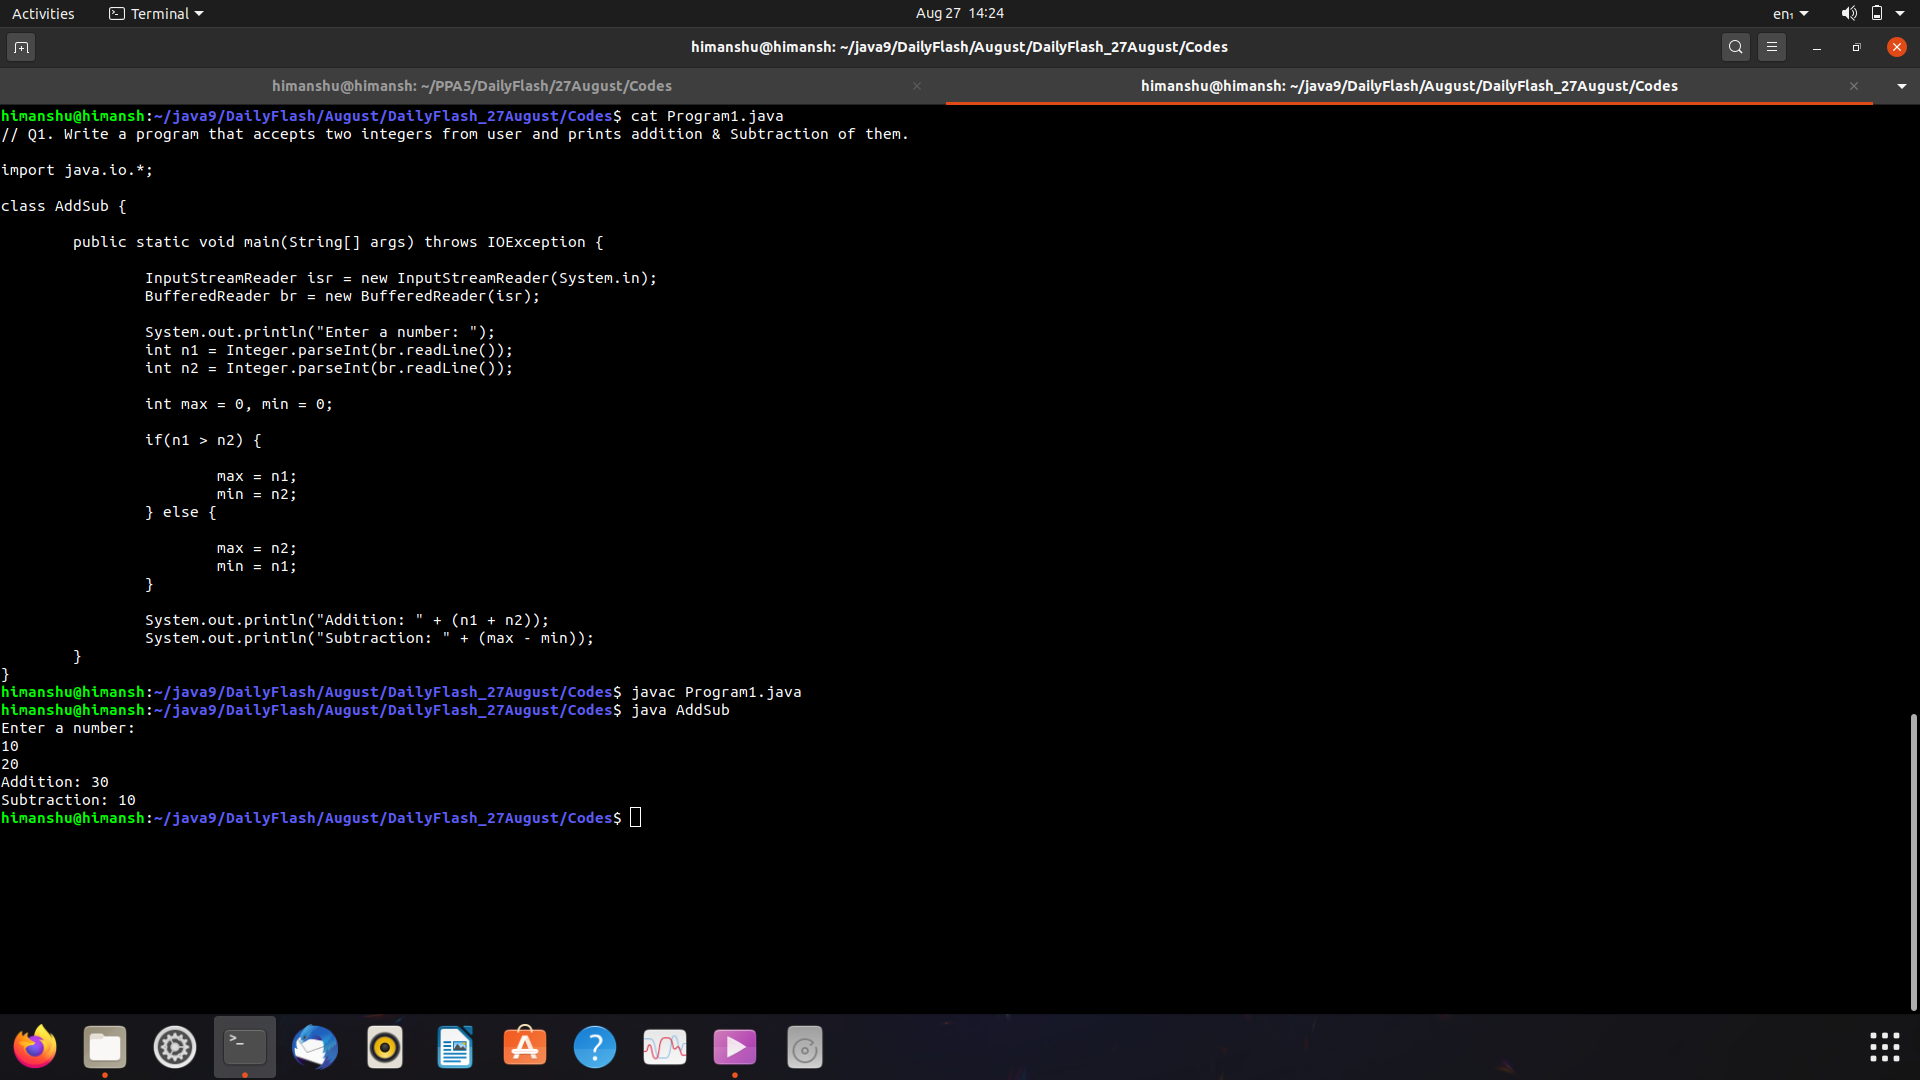 Activities
Terminal
Aug 27 14:24
en₁
himanshu@himansh: ~/java9/DailyFlash/August/DailyFlash_27August/Codes
himanshu@himansh: ~/PPA5/DailyFlash/27August/Codes
himanshu@himansh: ~/java9/DailyFlash/August/DailyFlash_27August/Codes
himanshu@himansh:~/java9/DailyFlash/August/DailyFlash_27August/Codes$ cat Program1.java
// Q1. Write a program that accepts two integers from user and prints addition & Subtraction of them.
import java.io.*;
class AddSub {
public static void main(String[] args) throws IOException {
InputStreamReader isr = new InputStreamReader(System.in);
BufferedReader br = new BufferedReader(isr);
System.out.println("Enter a number: ");
int n1 = Integer.parseInt(br.readLine());
int n2 = Integer.parseInt(br.readLine());
int max = 0, min = 0;
if(n1 > n2) {
max = n1;
min = n2;
} else {
max = n2;
min = n1;
}
System.out.println("Addition: " + (n1 + n2));
System.out.println("Subtraction: " + (max - min));
}
}
himanshu@himansh:~/java9/DailyFlash/August/DailyFlash_27August/Codes$ javac Program1.java
himanshu@himansh:~/java9/DailyFlash/August/DailyFlash_27August/Codes$ java AddSub
Enter a number:
10
20
Addition: 30
Subtraction: 10
himanshu@himansh:~/java9/DailyFlash/August/DailyFlash_27August/Codes$